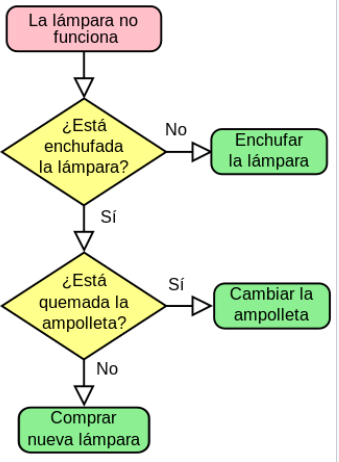 La lámpara no
funciona
¿Está
enchufada
la lámpara?
No
Enchufar
la lámpara
Sí
¿Está
quemada la
ampolleta?
Sí
Cambiar la
ampolleta
No
Comprar
nueva lámpara